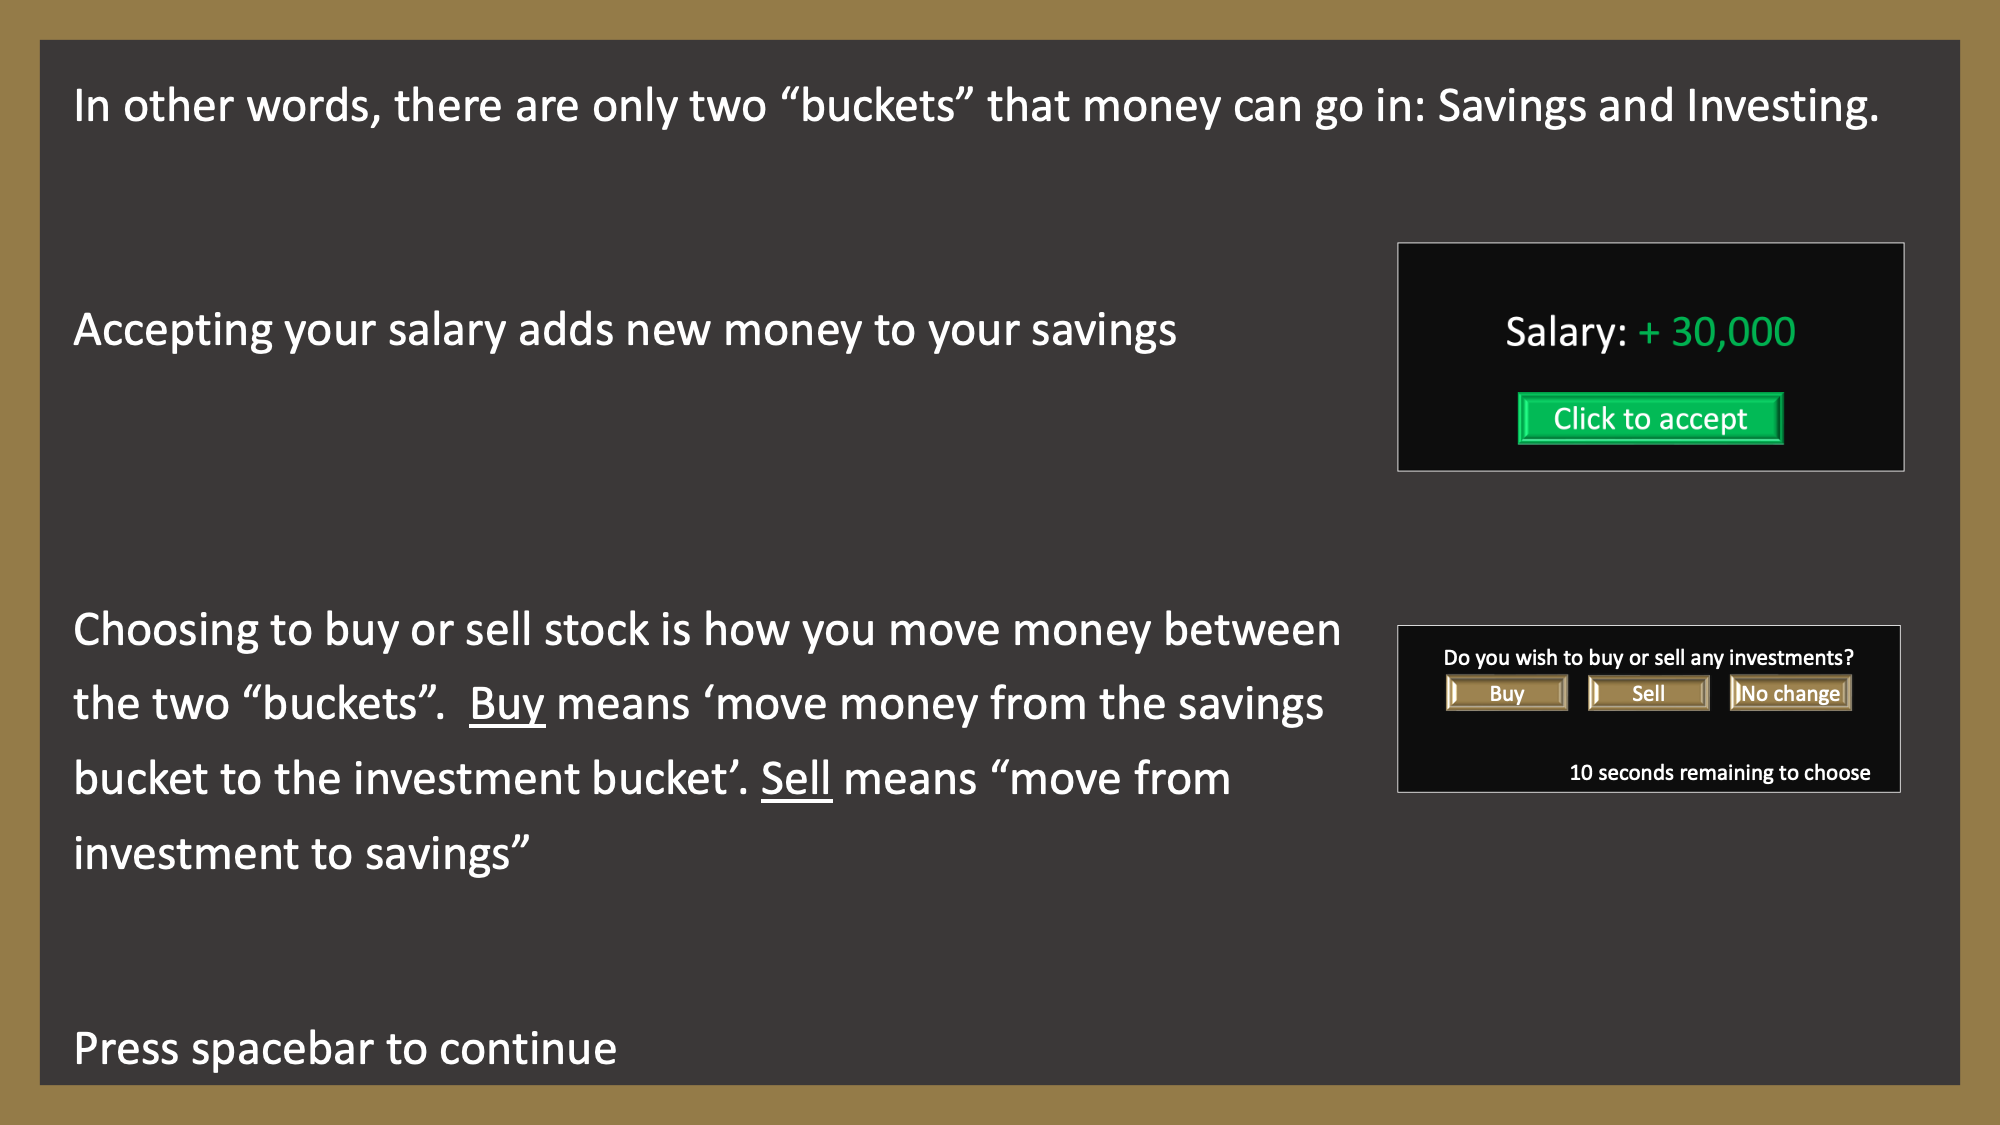 In other words, there are only two “buckets” that money can go in: Savings and Investing.
Accepting your salary adds new money to your savings
Salary: + 30,000
Click to accept
Choosing to buy or sell stock is how you move money between
the two “buckets”.  Buy means ‘move money from the savings
bucket to the investment bucket’. Sell means “move from
investment to savings”
Do you wish to buy or sell any investments?
Buy Sell No change
10 seconds remaining to choose
Press spacebar to continue